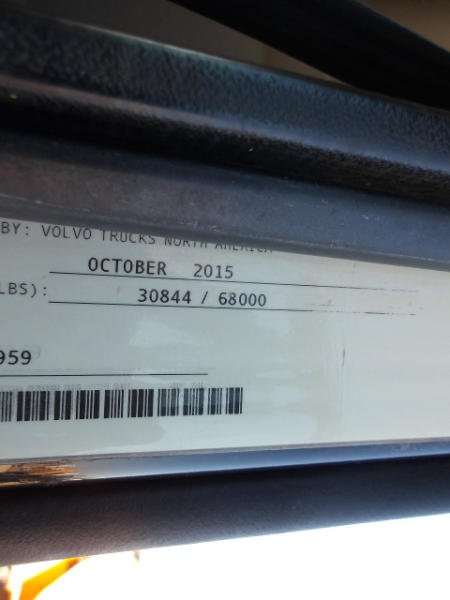 BY: VOLVO TRUCKS NORTH AMERICA
OCTOBER 2015
LBS): 30844 / 68000
959